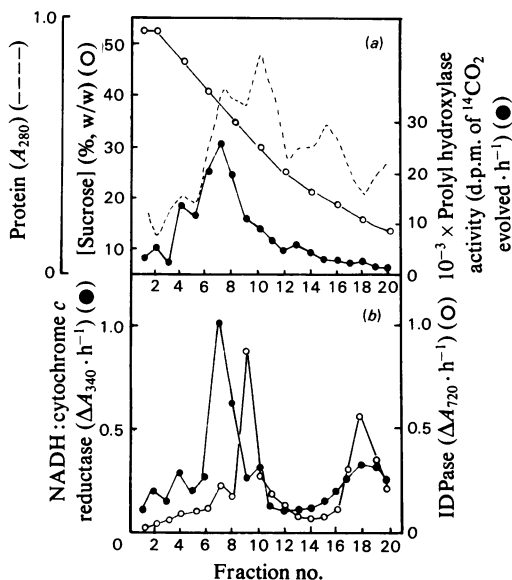 (a)
Protein (A280) (----)
1.0
0
[Sucrose] (%, w/w) (○)
50
40
30
20
10
10⁻³ × Prolyl hydroxylase
activity (d.p.m. of ¹⁴CO2
evolved · h⁻¹) (●)
30
20
10
0
0 2 4 6 8 10 12 14 16 18 20
(b)
NADH : cytochrome c
reductase (ΔA340 · h⁻¹) (●)
1.0
0.5
0
IDPase (ΔA720 · h⁻¹) (○)
1.0
0.5
0
2 4 6 8 10 12 14 16 18 20
Fraction no.